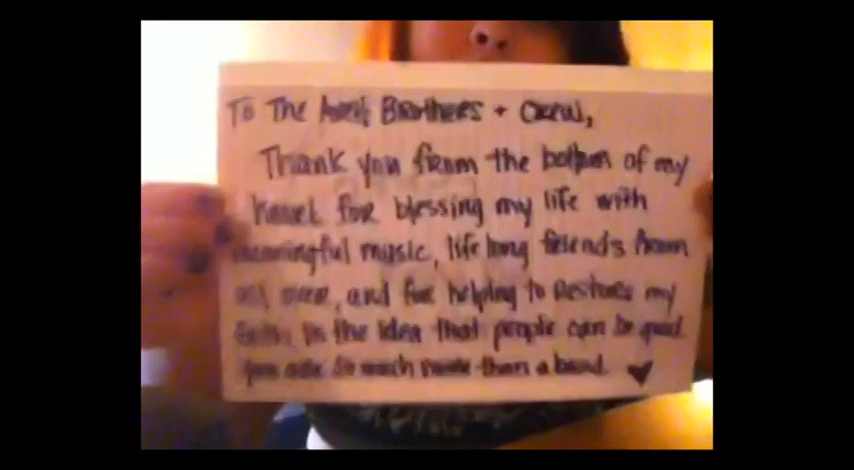 To The Avett Brothers + Crew,
Thank you from the bottom of my
heart for blessing my life with
meaningful music, life long friends from
all over, and for helping to restore my
faith in the idea that people can be good.
You are so much more than a band. ♥